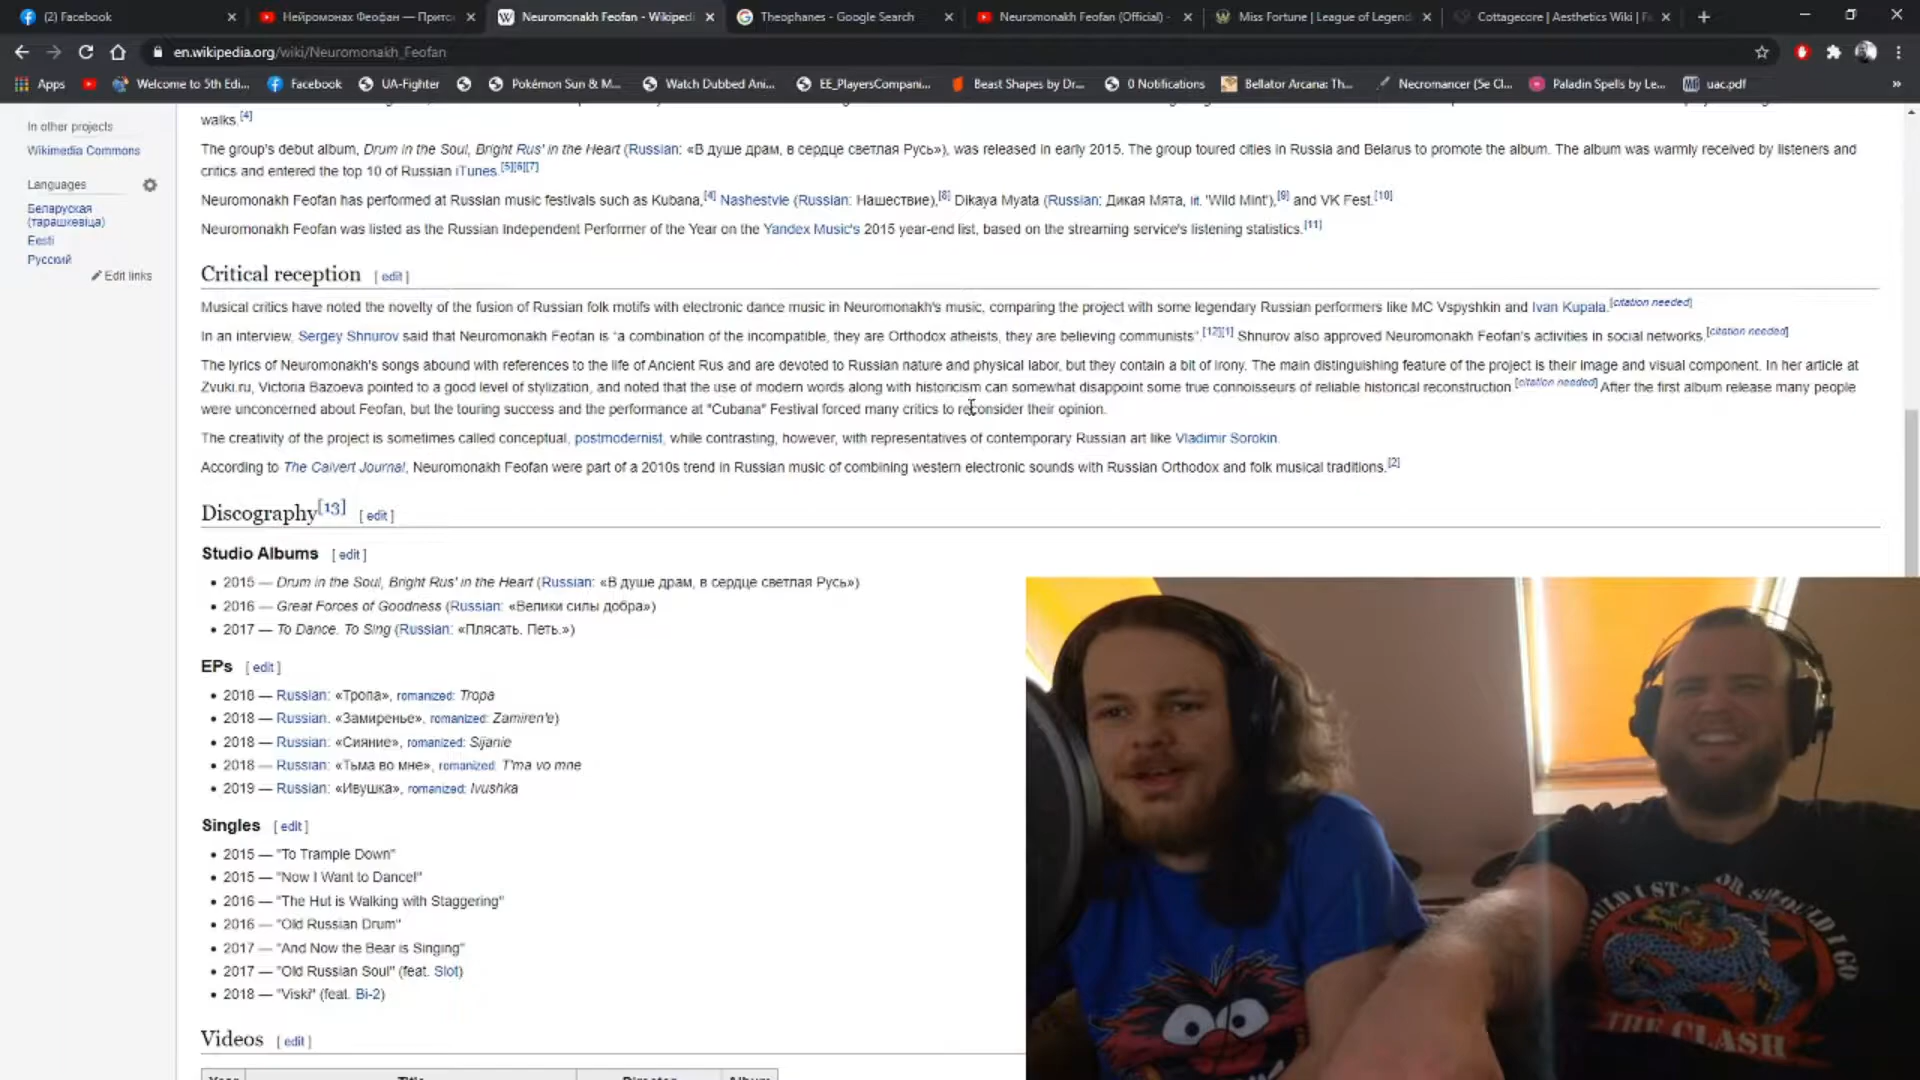 (2) Facebook
Нейромонах Феофан — Притс
Neuromonakh Feofan - Wikiped
Theophanes - Google Search
Neuromonakh Feofan (Official) -
Miss Fortune | League of Legend
Cottagecore | Aesthetics Wiki | F
en.wikipedia.org/wiki/Neuromonakh_Feofan
Apps
Welcome to 5th Edi...
Facebook
UA-Fighter
Pokémon Sun & M...
Watch Dubbed Ani...
EE_PlayersCompani...
Beast Shapes by Dr...
0 Notifications
Bellator Arcana: Th...
Necromancer (5e Cl...
Paladin Spells by Le...
uac.pdf
In other projects
Wikimedia Commons
Languages
Беларуская
(тарашкевіца)
Eesti
Русский
Edit links
walks.[4]
The group's debut album, Drum in the Soul, Bright Rus' in the Heart (Russian: «В душе драм, в сердце светлая Русь»), was released in early 2015. The group toured cities in Russia and Belarus to promote the album. The album was warmly received by listeners and
critics and entered the top 10 of Russian iTunes.[5][6][7]
Neuromonakh Feofan has performed at Russian music festivals such as Kubana,[4] Nashestvie (Russian: Нашествие),[8] Dikaya Myata (Russian: Дикая Мята, lit. 'Wild Mint'),[9] and VK Fest.[10]
Neuromonakh Feofan was listed as the Russian Independent Performer of the Year on the Yandex Music's 2015 year-end list, based on the streaming service's listening statistics.[11]
Critical reception [ edit ]
Musical critics have noted the novelty of the fusion of Russian folk motifs with electronic dance music in Neuromonakh's music, comparing the project with some legendary Russian performers like MC Vspyshkin and Ivan Kupala.[citation needed]
In an interview, Sergey Shnurov said that Neuromonakh Feofan is "a combination of the incompatible, they are Orthodox atheists, they are believing communists".[12][1] Shnurov also approved Neuromonakh Feofan's activities in social networks.[citation needed]
The lyrics of Neuromonakh's songs abound with references to the life of Ancient Rus and are devoted to Russian nature and physical labor, but they contain a bit of irony. The main distinguishing feature of the project is their image and visual component. In her article at
Zvuki.ru, Victoria Bazoeva pointed to a good level of stylization, and noted that the use of modern words along with historicism can somewhat disappoint some true connoisseurs of reliable historical reconstruction.[citation needed] After the first album release many people
were unconcerned about Feofan, but the touring success and the performance at "Cubana" Festival forced many critics to reconsider their opinion.
The creativity of the project is sometimes called conceptual, postmodernist, while contrasting, however, with representatives of contemporary Russian art like Vladimir Sorokin.
According to The Calvert Journal, Neuromonakh Feofan were part of a 2010s trend in Russian music of combining western electronic sounds with Russian Orthodox and folk musical traditions.[2]
Discography[13] [ edit ]
Studio Albums [ edit ]
• 2015 — Drum in the Soul, Bright Rus' in the Heart (Russian: «В душе драм, в сердце светлая Русь»)
• 2016 — Great Forces of Goodness (Russian: «Велики силы добра»)
• 2017 — To Dance. To Sing (Russian: «Плясать. Петь.»)
EPs [ edit ]
• 2018 — Russian: «Тропа», romanized: Tropa
• 2018 — Russian: «Замиренье», romanized: Zamiren'e)
• 2018 — Russian: «Сияние», romanized: Sijanie
• 2018 — Russian: «Тьма во мне», romanized: T'ma vo mne
• 2019 — Russian: «Ивушка», romanized: Ivushka
Singles [ edit ]
• 2015 — "To Trample Down"
• 2015 — "Now I Want to Dance!"
• 2016 — "The Hut is Walking with Staggering"
• 2016 — "Old Russian Drum"
• 2017 — "And Now the Bear is Singing"
• 2017 — "Old Russian Soul" (feat. Slot)
• 2018 — "Viski" (feat. Bi-2)
Videos [ edit ]
Year Title Director Album
OR SHOULD I GO
THE CLASH